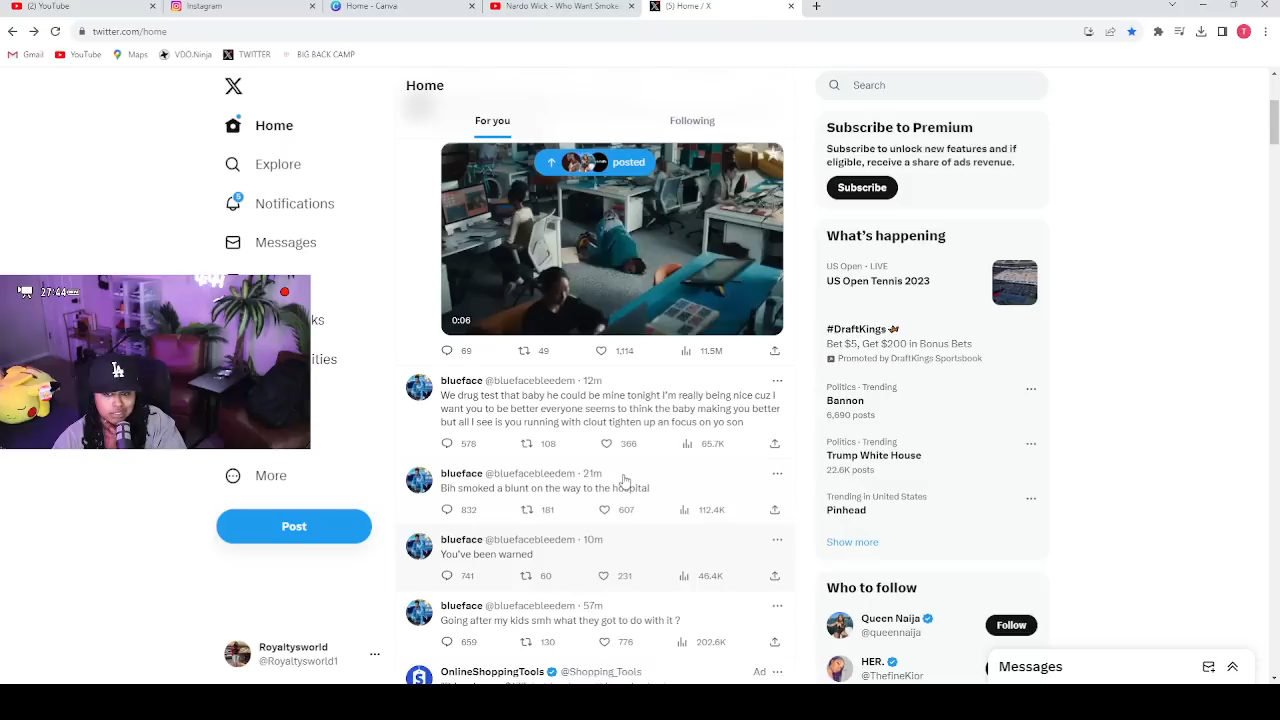 (2) YouTube
Instagram
Home - Canva
Nardo Wick - Who Want Smoke
(5) Home / X
twitter.com/home
T
Gmail
YouTube
Maps
VDO.Ninja
TWITTER
BIG BACK CAMP
Home
For you
Following
posted
0:06
69
49
1,114
11.5M
blueface @bluefacebleedem · 12m
We drug test that baby he could be mine tonight I'm really being nice cuz I
want you to be better everyone seems to think the baby making you better
but all I see is you running with clout tighten up an focus on yo son
578
108
366
65.7K
blueface @bluefacebleedem · 21m
Bih smoked a blunt on the way to the hospital
832
181
607
112.4K
blueface @bluefacebleedem · 10m
You've been warned
741
60
231
46.4K
blueface @bluefacebleedem · 57m
Going after my kids smh what they got to do with it ?
659
130
776
202.6K
OnlineShoppingTools @Shopping_Tools
Ad
Home
Explore
5
Notifications
Messages
ks
ities
More
Post
Royaltysworld
@Royaltysworld1
27:44
LA
Search
Subscribe to Premium
Subscribe to unlock new features and if
eligible, receive a share of ads revenue.
Subscribe
What's happening
US Open · LIVE
US Open Tennis 2023
#DraftKings
Bet $5, Get $200 in Bonus Bets
Promoted by DraftKings Sportsbook
Politics · Trending
Bannon
6,690 posts
Politics · Trending
Trump White House
22.6K posts
Trending in United States
Pinhead
Show more
Who to follow
Queen Naija
@queennaija
Follow
HER.
@ThefineKior
Messages